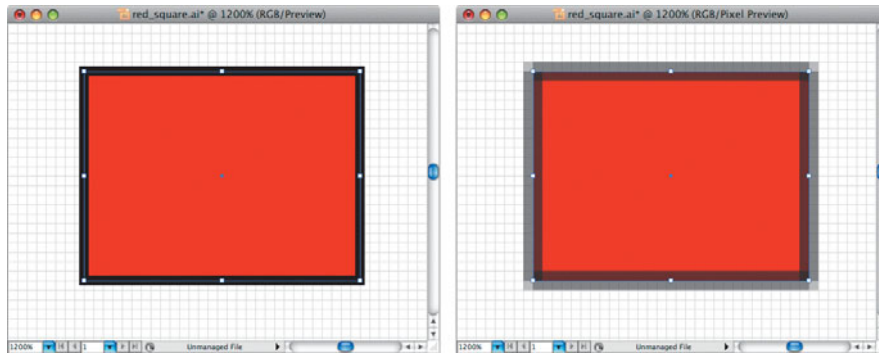 red_square.ai* @ 1200% (RGB/Preview)
red_square.ai* @ 1200% (RGB/Pixel Preview)
1200% 1 Unmanaged File
1200% 1 Unmanaged File